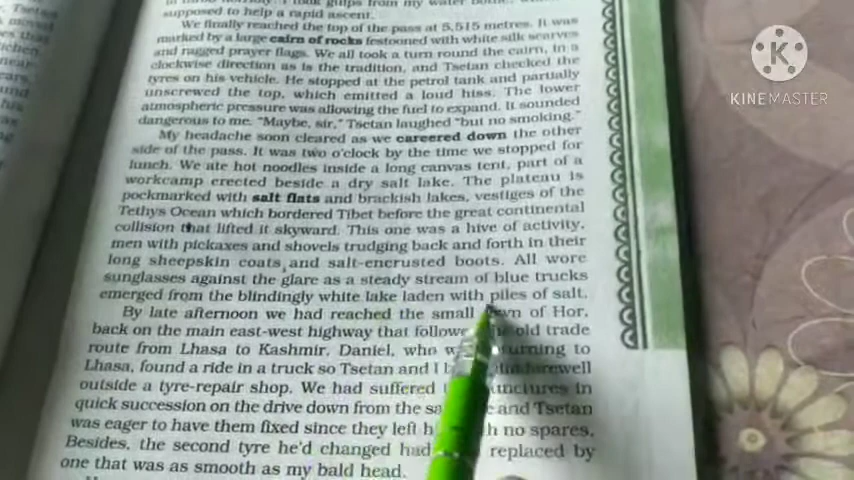 supposed to help a rapid ascent.
We finally reached the top of the pass at 5,515 metres. It was
marked by a large cairn of rocks festooned with white silk scarves
and ragged prayer flags. We all took a turn round the cairn, in a
clockwise direction as is the tradition, and Tsetan checked the
tyres on his vehicle. He stopped at the petrol tank and partially
unscrewed the top, which emitted a loud hiss. The lower
atmospheric pressure was allowing the fuel to expand. It sounded
dangerous to me. “Maybe, sir,” Tsetan laughed “but no smoking.”
My headache soon cleared as we careered down the other
side of the pass. It was two o’clock by the time we stopped for
lunch. We ate hot noodles inside a long canvas tent, part of a
workcamp erected beside a dry salt lake. The plateau is
pockmarked with salt flats and brackish lakes, vestiges of the
Tethys Ocean which bordered Tibet before the great continental
collision that lifted it skyward. This one was a hive of activity,
men with pickaxes and shovels trudging back and forth in their
long sheepskin coats and salt-encrusted boots. All wore
sunglasses against the glare as a steady stream of blue trucks
emerged from the blindingly white lake laden with piles of salt.
By late afternoon we had reached the small of Hor,
back on the main east-west highway that old trade
route from Lhasa to Kashmir. Daniel, who to
Lhasa, found a ride in a truck so Tsetan and I
outside a tyre-repair shop. We had suffered in
quick succession on the drive down from the and Tsetan
was eager to have them fixed since they left no spares.
Besides, the second tyre he’d changed had replaced by
one that was as smooth as my bald head.
KINEMASTER